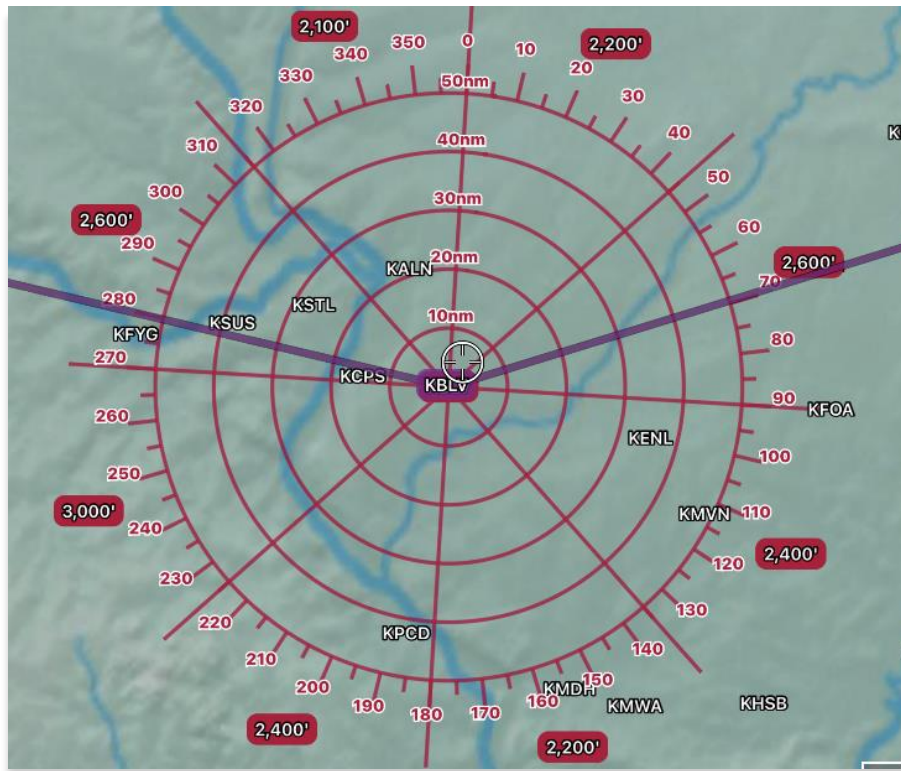 2,100'
350
0
10
2,200'
340
330
20
50nm
30
320
40
40nm
310
K
50
300
30nm
2,600'
60
290
20nm
2,600'
KALN
70
280
KSTL
10nm
KSUS
KFYG
80
270
KCPS
KBLV
90
KFOA
260
KENL
100
250
3,000'
KMVN
110
240
2,400'
120
230
130
220
KPCD
210
140
200
150
KMDH
160
190
180
170
KMWA
KHSB
2,400'
2,200'